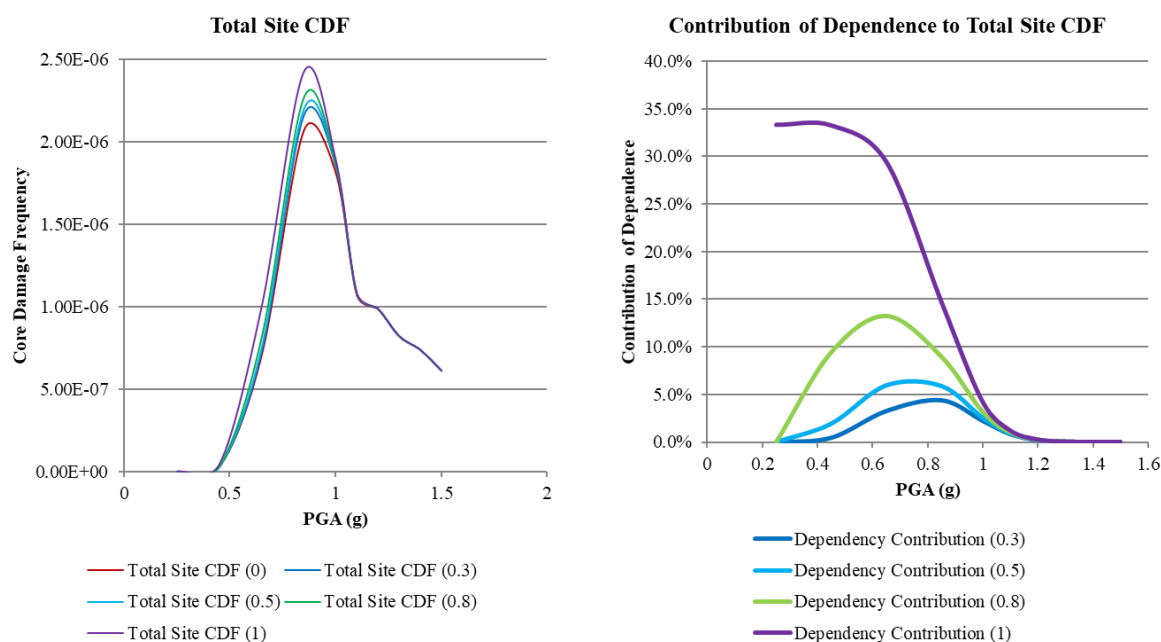 Total Site CDF
2.50E-06
2.00E-06
1.50E-06
1.00E-06
5.00E-07
0.00E+00
Core Damage Frequency
0 0.5 1 1.5 2
PGA (g)
Total Site CDF (0) Total Site CDF (0.3)
Total Site CDF (0.5) Total Site CDF (0.8)
Total Site CDF (1)
Contribution of Dependence to Total Site CDF
40.0%
35.0%
30.0%
25.0%
20.0%
15.0%
10.0%
5.0%
0.0%
Contribution of Dependence
0 0.2 0.4 0.6 0.8 1 1.2 1.4 1.6
PGA (g)
Dependency Contribution (0.3)
Dependency Contribution (0.5)
Dependency Contribution (0.8)
Dependency Contribution (1)